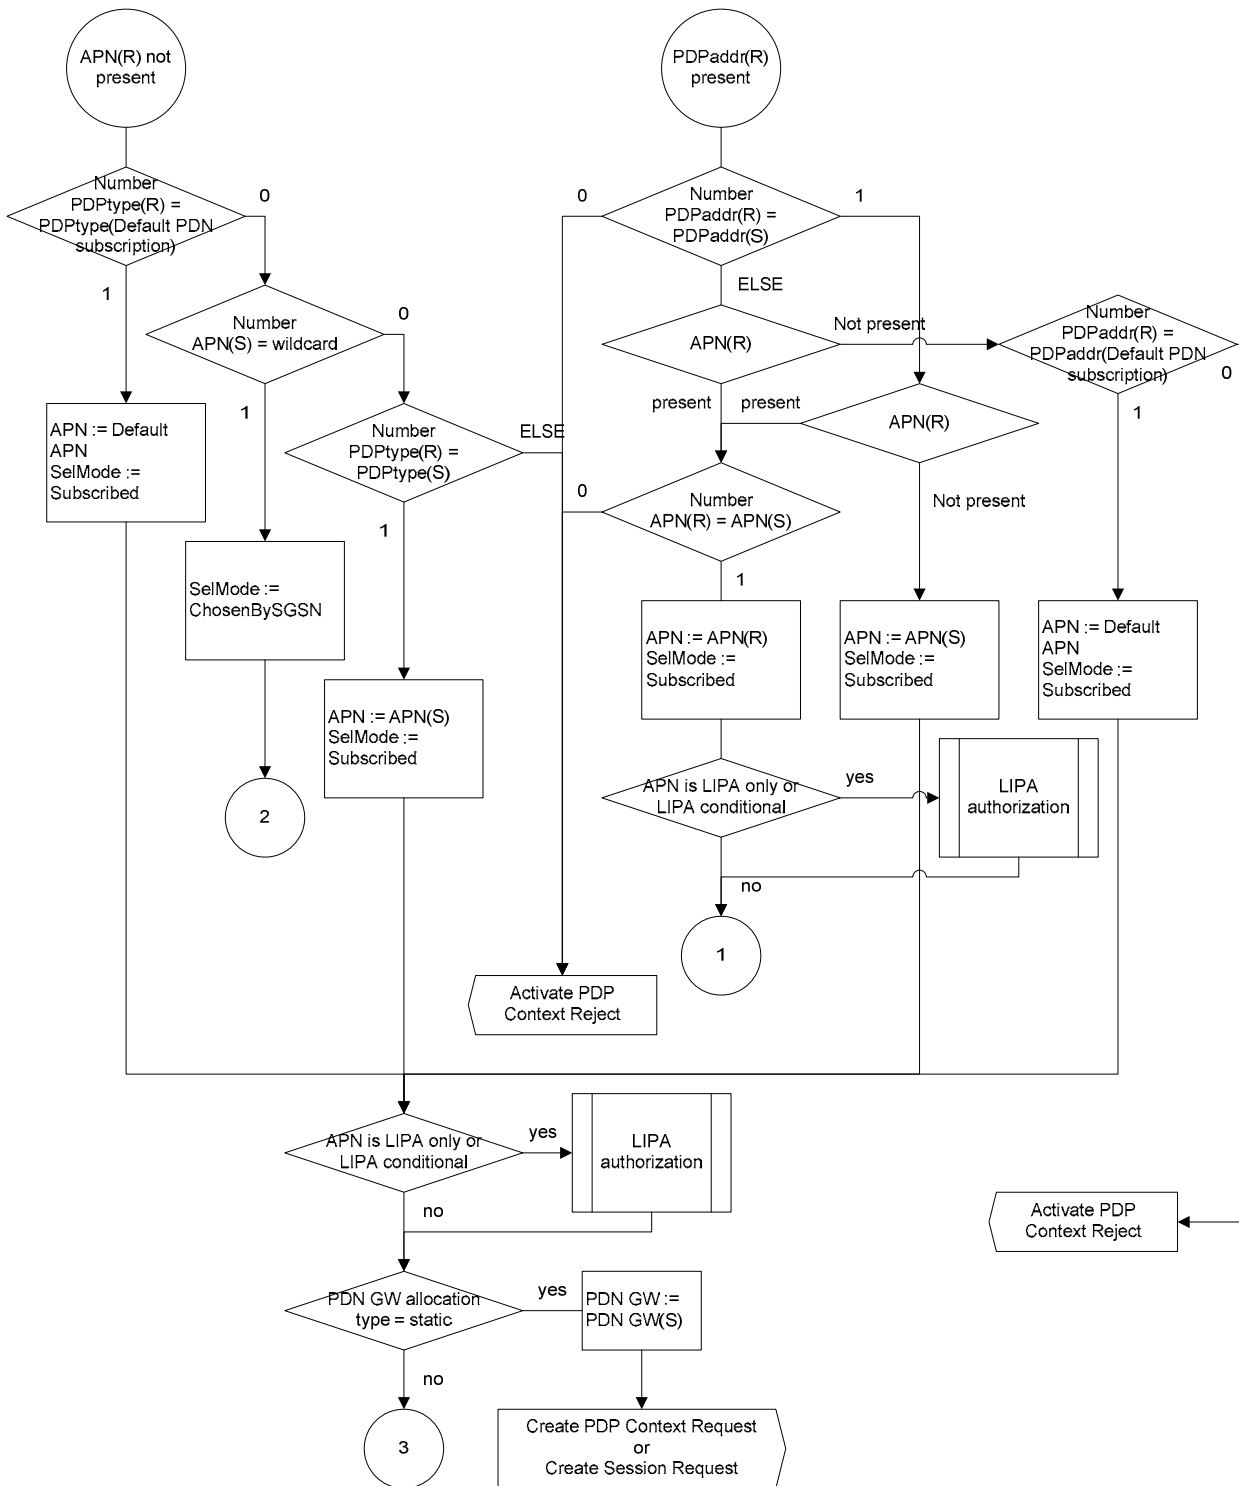 APN(R) not
present
PDPaddr(R)
present
Number
PDPtype(R) =
PDPtype(Default PDN
subscription)
0
1
Number
APN(S) = wildcard
0
1
Number
PDPtype(R) =
PDPtype(S)
ELSE
1
APN := Default
APN
SelMode :=
Subscribed
SelMode :=
ChosenBySGSN
2
APN := APN(S)
SelMode :=
Subscribed
0
Number
PDPaddr(R) =
PDPaddr(S)
1
ELSE
APN(R)
Not present
Number
PDPaddr(R) =
PDPaddr(Default PDN
subscription)
0
1
present
present
APN(R)
Not present
0
Number
APN(R) = APN(S)
1
APN := APN(R)
SelMode :=
Subscribed
APN := APN(S)
SelMode :=
Subscribed
APN := Default
APN
SelMode :=
Subscribed
APN is LIPA only or
LIPA conditional
yes
LIPA
authorization
no
1
Activate PDP
Context Reject
APN is LIPA only or
LIPA conditional
yes
LIPA
authorization
no
Activate PDP
Context Reject
PDN GW allocation
type = static
yes
PDN GW :=
PDN GW(S)
no
3
Create PDP Context Request
or
Create Session Request